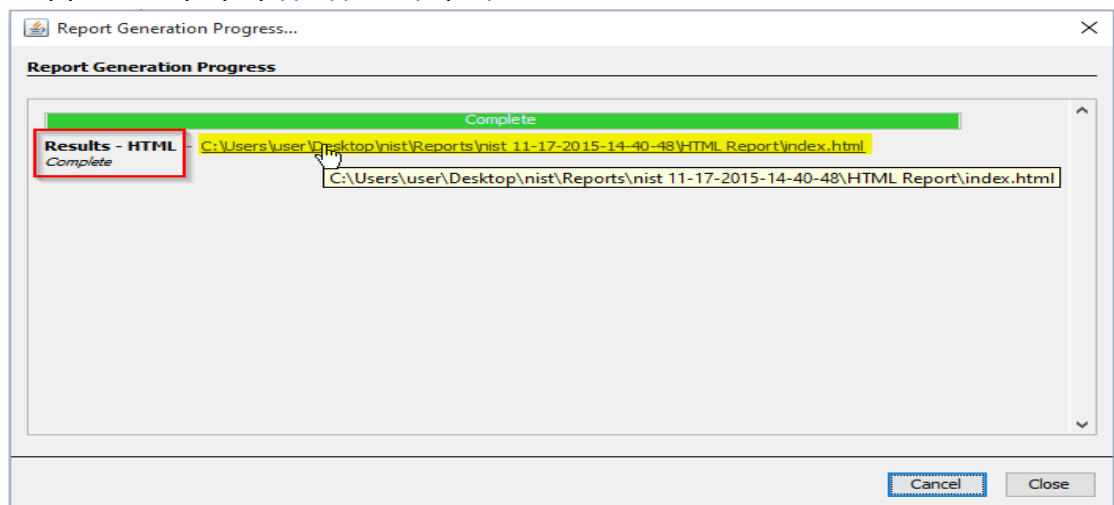 Report Generation Progress...
Report Generation Progress
Complete
Results - HTML - C:\Users\user\Desktop\nist\Reports\nist 11-17-2015-14-40-48\HTML Report\index.html
Complete
C:\Users\user\Desktop\nist\Reports\nist 11-17-2015-14-40-48\HTML Report\index.html
Cancel Close